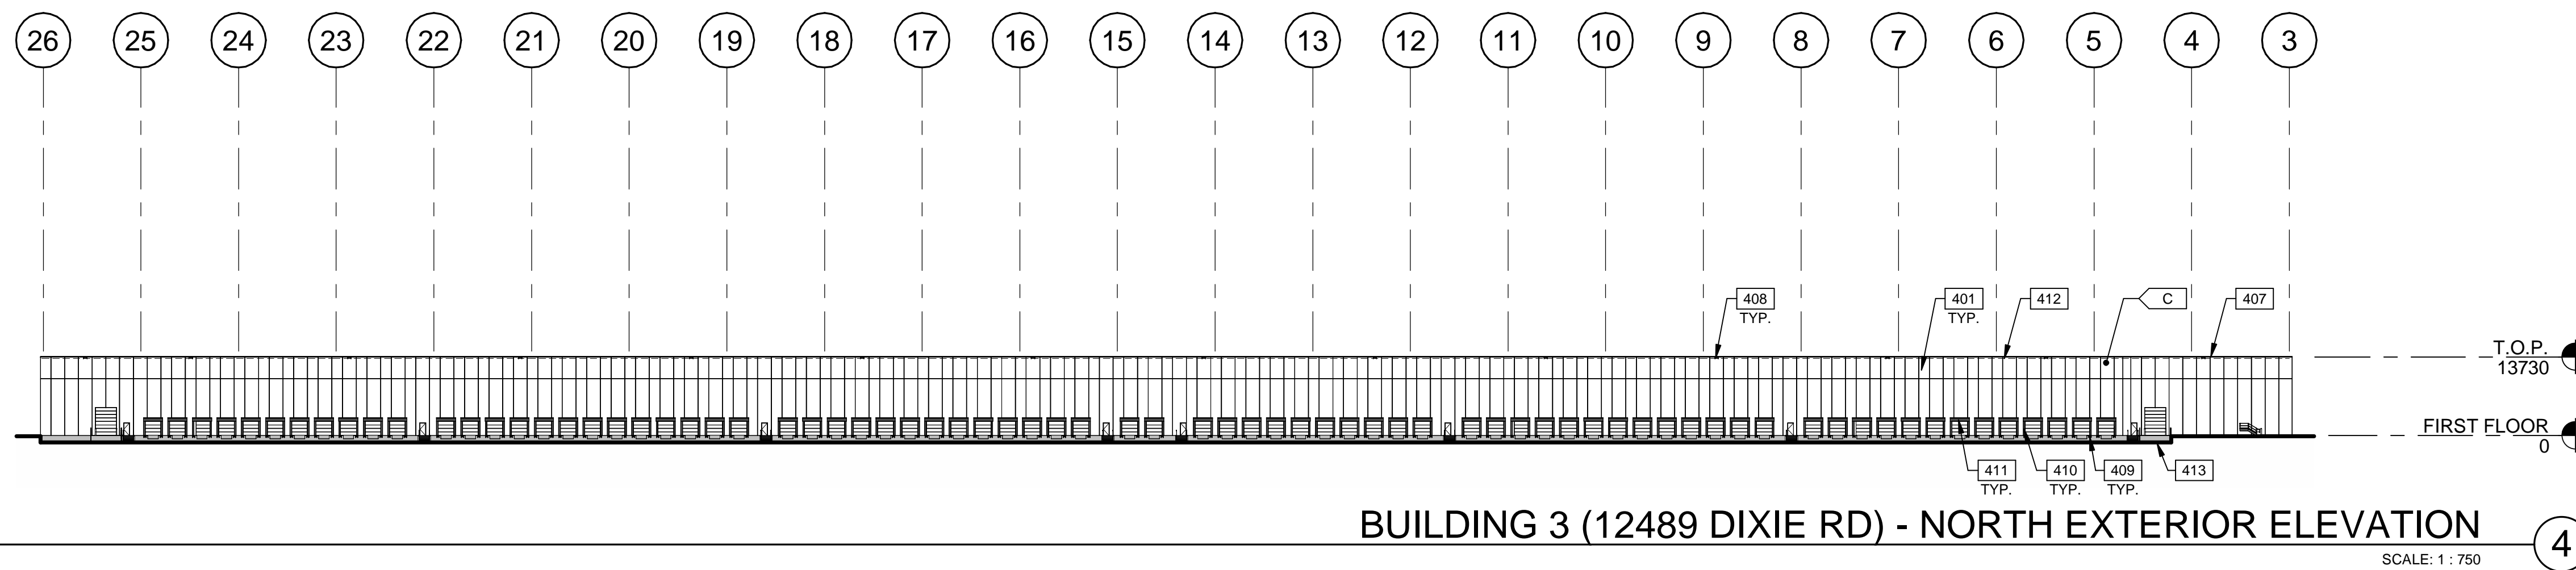 26 25 24 23 22 21 20 19 18 17 16 15 14 13 12 11 10 9 8 7 6 5 4 3
408 401 412 C 407
TYP. TYP.
T.O.P.
13730
FIRST FLOOR
0
411 410 409 413
TYP. TYP. TYP.
BUILDING 3 (12489 DIXIE RD) - NORTH EXTERIOR ELEVATION
4
SCALE: 1 : 750